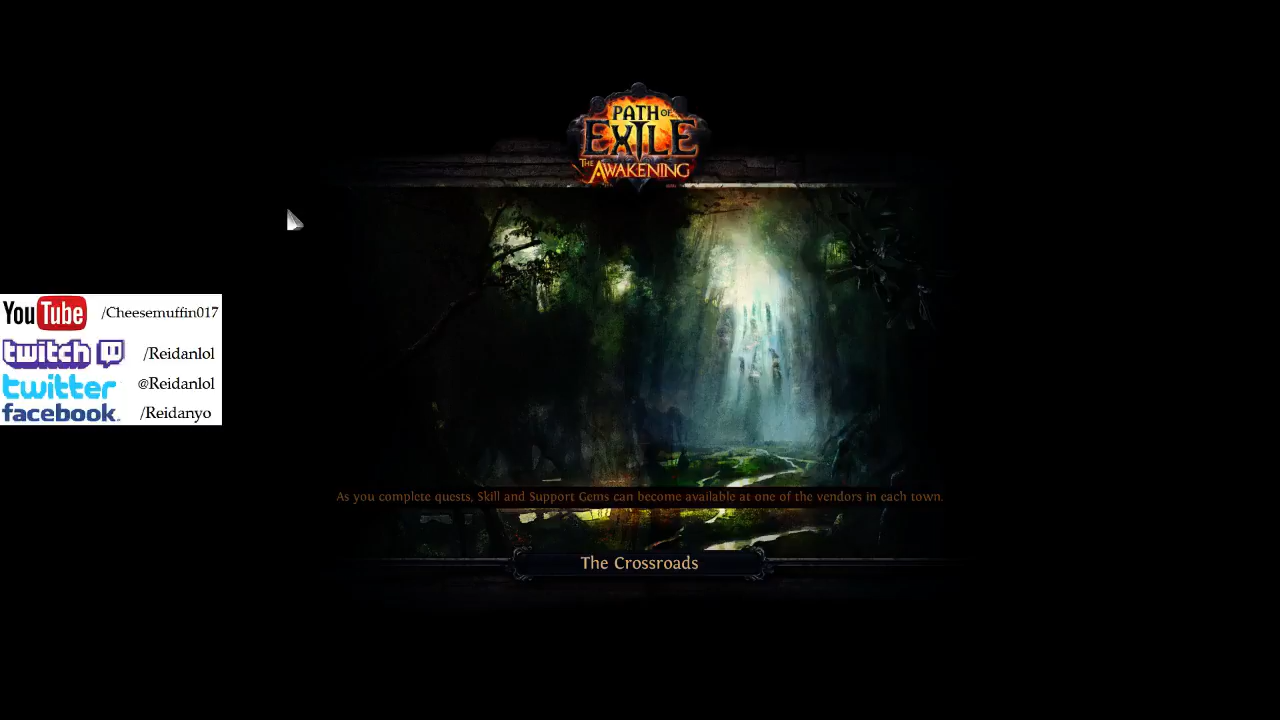 PATH OF
EXILE
THE AWAKENING
YouTube /Cheesemuffin017
twitch /Reidanlol
twitter @Reidanlol
facebook /Reidanyo
As you complete quests, Skill and Support Gems can become available at one of the vendors in each town.
The Crossroads